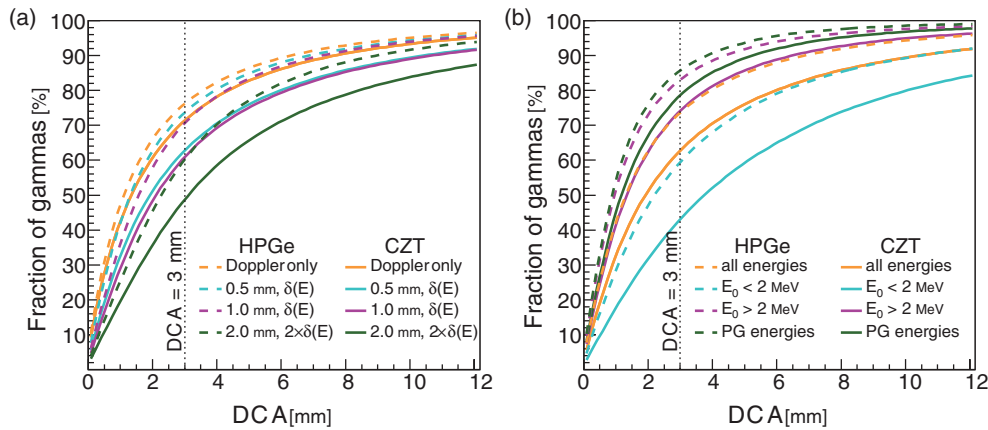 (a)
Fraction of gammas [%]
100
90
80
70
60
50
40
30
20
10
0 2 4 6 8 10 12
DCA[mm]
DCA = 3 mm
HPGe CZT
Doppler only Doppler only
0.5 mm, δ(E) 0.5 mm, δ(E)
1.0 mm, δ(E) 1.0 mm, δ(E)
2.0 mm, 2×δ(E) 2.0 mm, 2×δ(E)
(b)
Fraction of gammas [%]
100
90
80
70
60
50
40
30
20
10
0 2 4 6 8 10 12
DCA[mm]
DCA = 3 mm
HPGe CZT
all energies all energies
E₀ < 2 MeV E₀ < 2 MeV
E₀ > 2 MeV E₀ > 2 MeV
PG energies PG energies